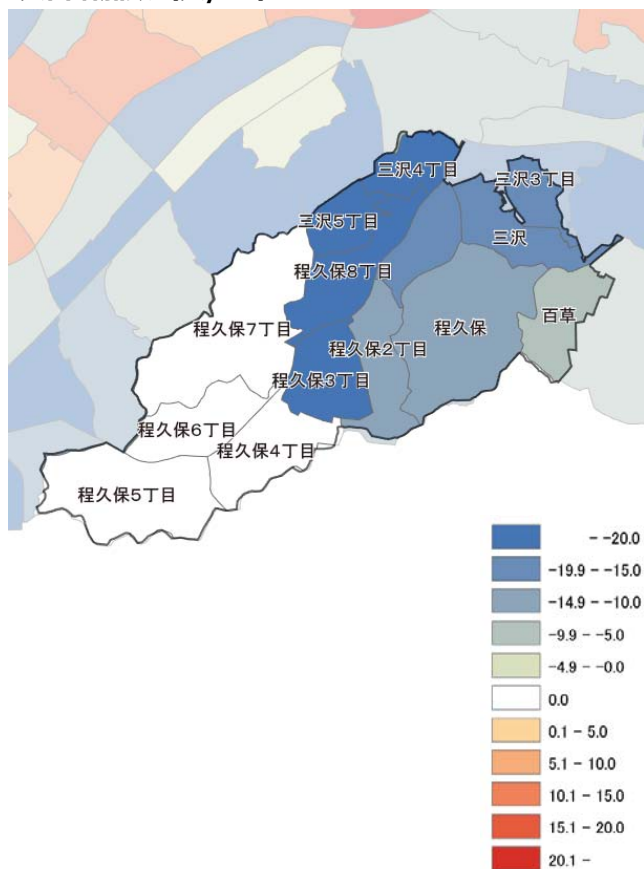 三沢4丁目
三沢3丁目
三沢5丁目
三沢
程久保8丁目
百草
程久保
程久保7丁目
程久保2丁目
程久保3丁目
程久保6丁目
程久保4丁目
程久保5丁目
- -20.0
-19.9 - -15.0
-14.9 - -10.0
-9.9 - -5.0
-4.9 - -0.0
0.0
0.1 - 5.0
5.1 - 10.0
10.1 - 15.0
15.1 - 20.0
20.1 -